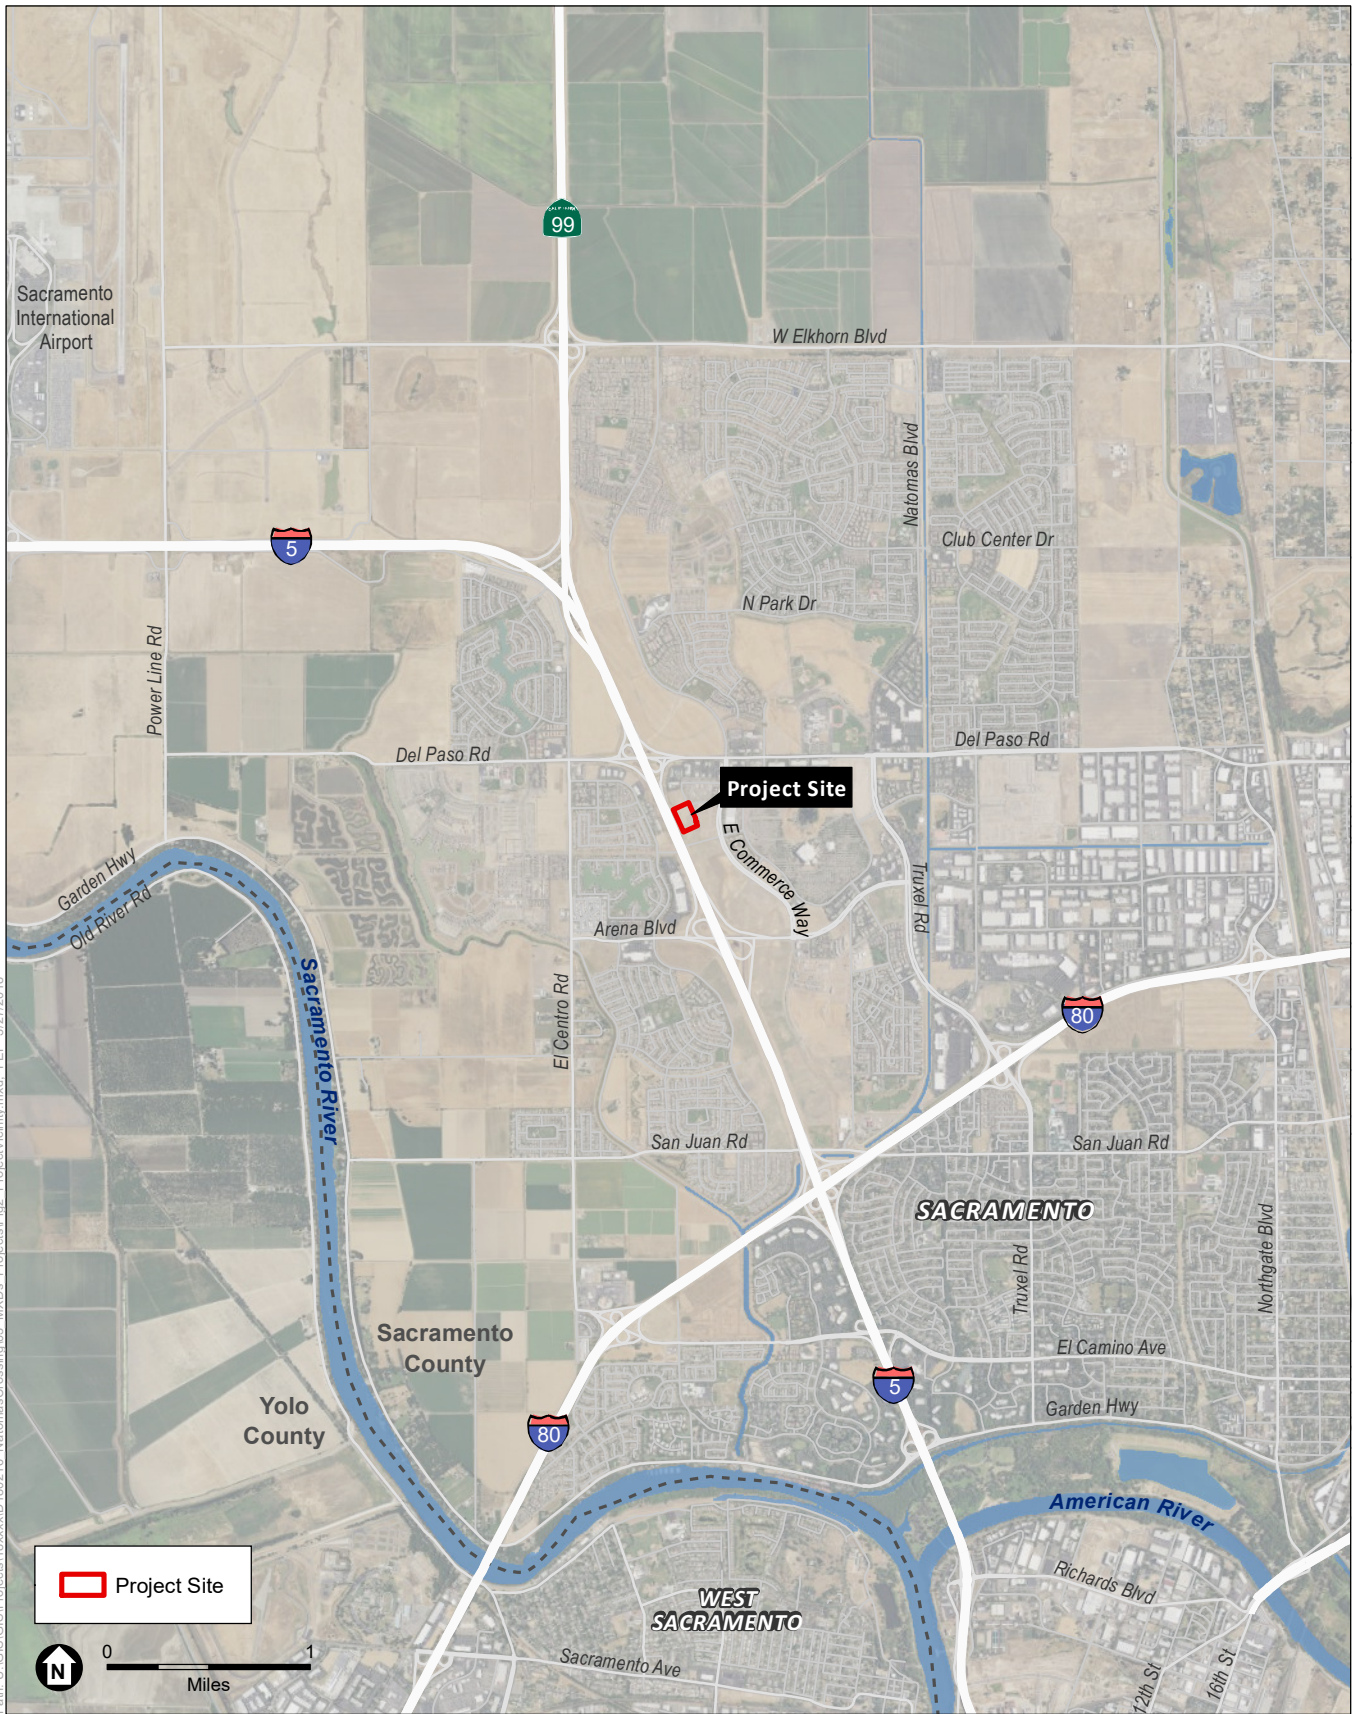 CALIFORNIA
99
Sacramento
International
Airport
W Elkhorn Blvd
Natomas Blvd
5
Club Center Dr
N Park Dr
Power Line Rd
Del Paso Rd
Del Paso Rd
Project Site
E Commerce Way
Garden Hwy
Old River Rd
Truxel Rd
Arena Blvd
Sacramento River
El Centro Rd
80
San Juan Rd
San Juan Rd
SACRAMENTO
Truxel Rd
Northgate Blvd
Sacramento
County
El Camino Ave
5
Yolo
County
Garden Hwy
80
American River
Project Site
Richards Blvd
WEST
SACRAMENTO
Sacramento Ave
12th St
16th St
N
0 1
Miles